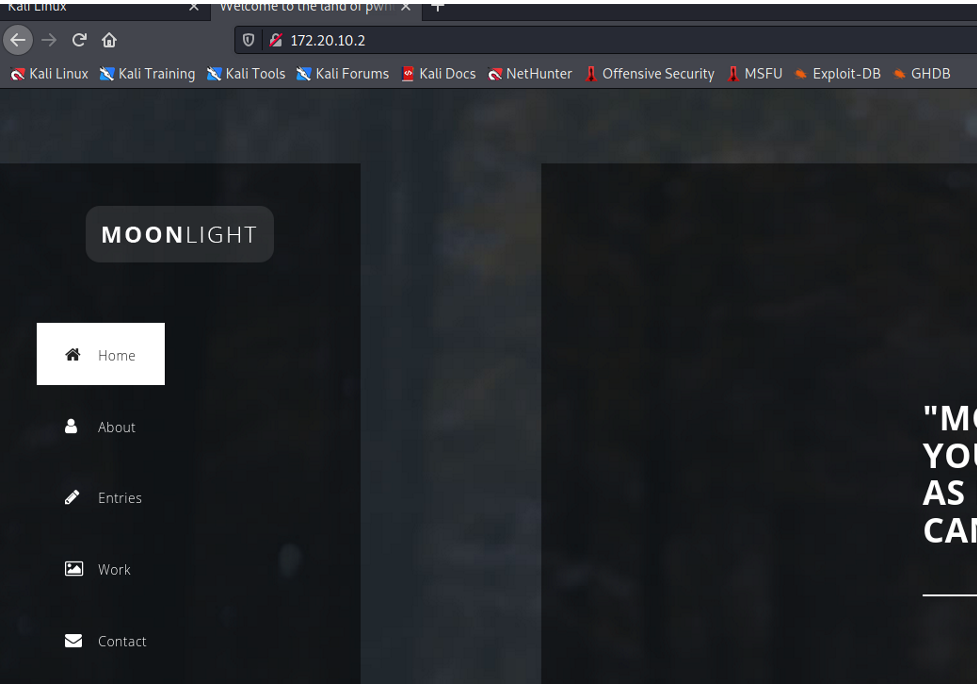 Kali Linux
Welcome to the land of pwn
172.20.10.2
Kali Linux Kali Training Kali Tools Kali Forums Kali Docs NetHunter Offensive Security MSFU Exploit-DB GHDB
MOONLIGHT
Home
About
Entries
Work
Contact
"MO
YOU
AS
CAN